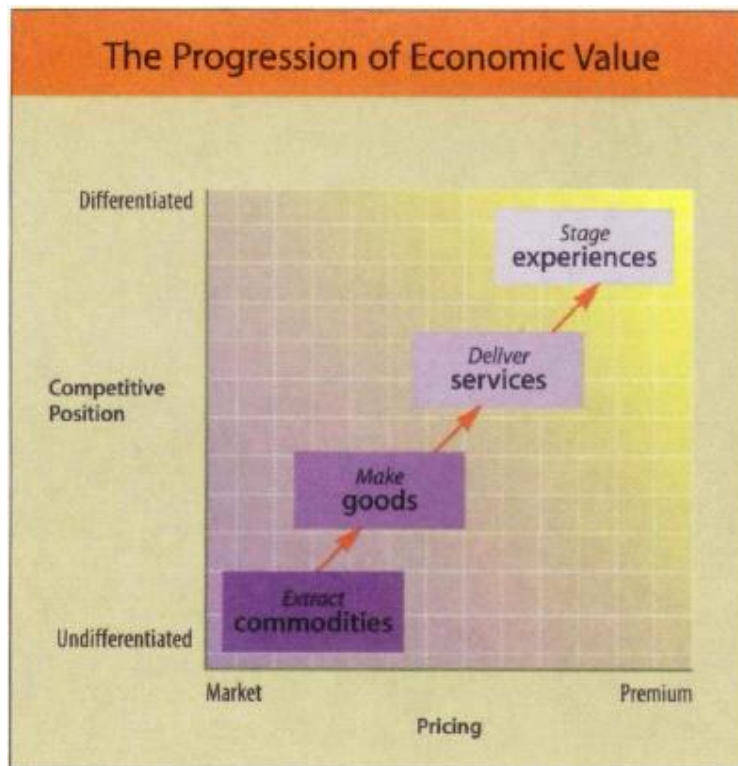 The Progression of Economic Value
Differentiated
Stage
experiences
Deliver
services
Competitive
Position
Make
goods
Extract
commodities
Undifferentiated
Market
Premium
Pricing